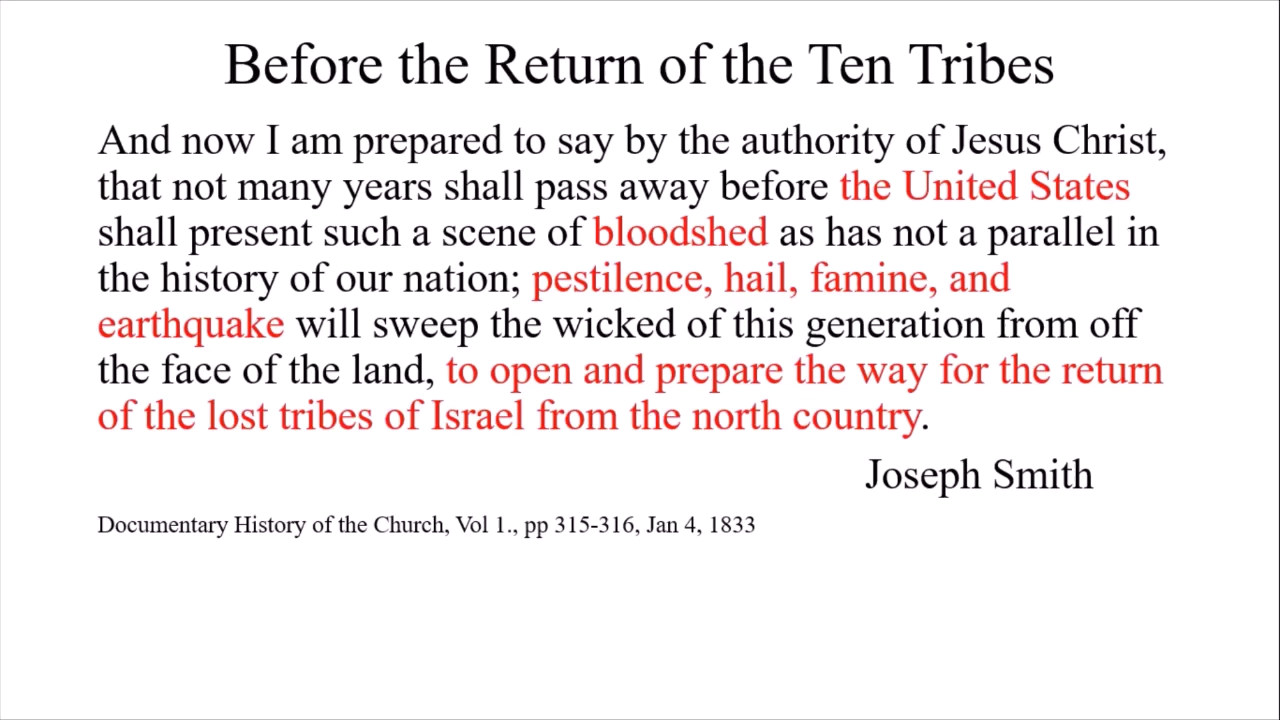 Before the Return of the Ten Tribes
And now I am prepared to say by the authority of Jesus Christ,
that not many years shall pass away before the United States
shall present such a scene of bloodshed as has not a parallel in
the history of our nation; pestilence, hail, famine, and
earthquake will sweep the wicked of this generation from off
the face of the land, to open and prepare the way for the return
of the lost tribes of Israel from the north country.
Joseph Smith
Documentary History of the Church, Vol 1., pp 315-316, Jan 4, 1833